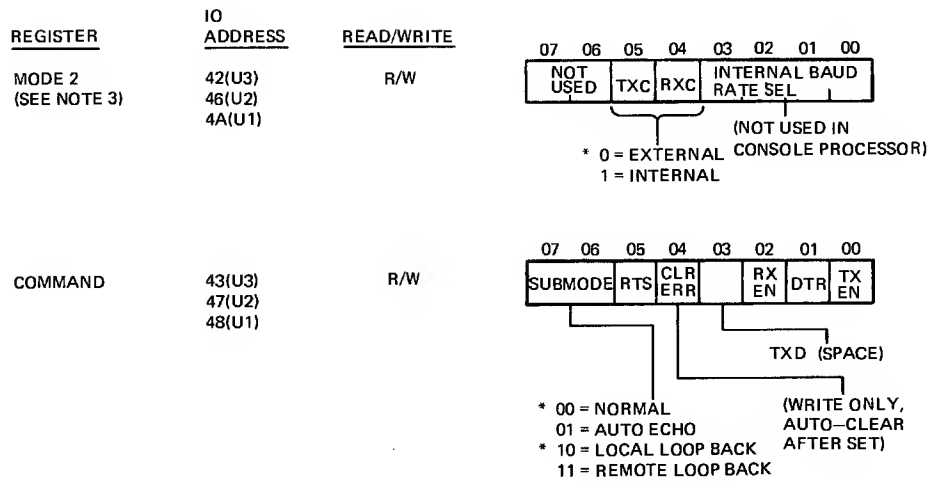 IO
REGISTER ADDRESS READ/WRITE
07 06 05 04 03 02 01 00
MODE 2 42(U3) R/W NOT USED TXC RXC INTERNAL BAUD RATE SEL
(SEE NOTE 3) 46(U2)
4A(U1)
(NOT USED IN CONSOLE PROCESSOR)
* 0 = EXTERNAL
1 = INTERNAL
07 06 05 04 03 02 01 00
COMMAND 43(U3) R/W SUBMODE RTS CLR ERR RX EN DTR TX EN
47(U2)
48(U1)
TXD (SPACE)
* 00 = NORMAL
01 = AUTO ECHO
* 10 = LOCAL LOOP BACK
11 = REMOTE LOOP BACK
(WRITE ONLY,
AUTO–CLEAR
AFTER SET)